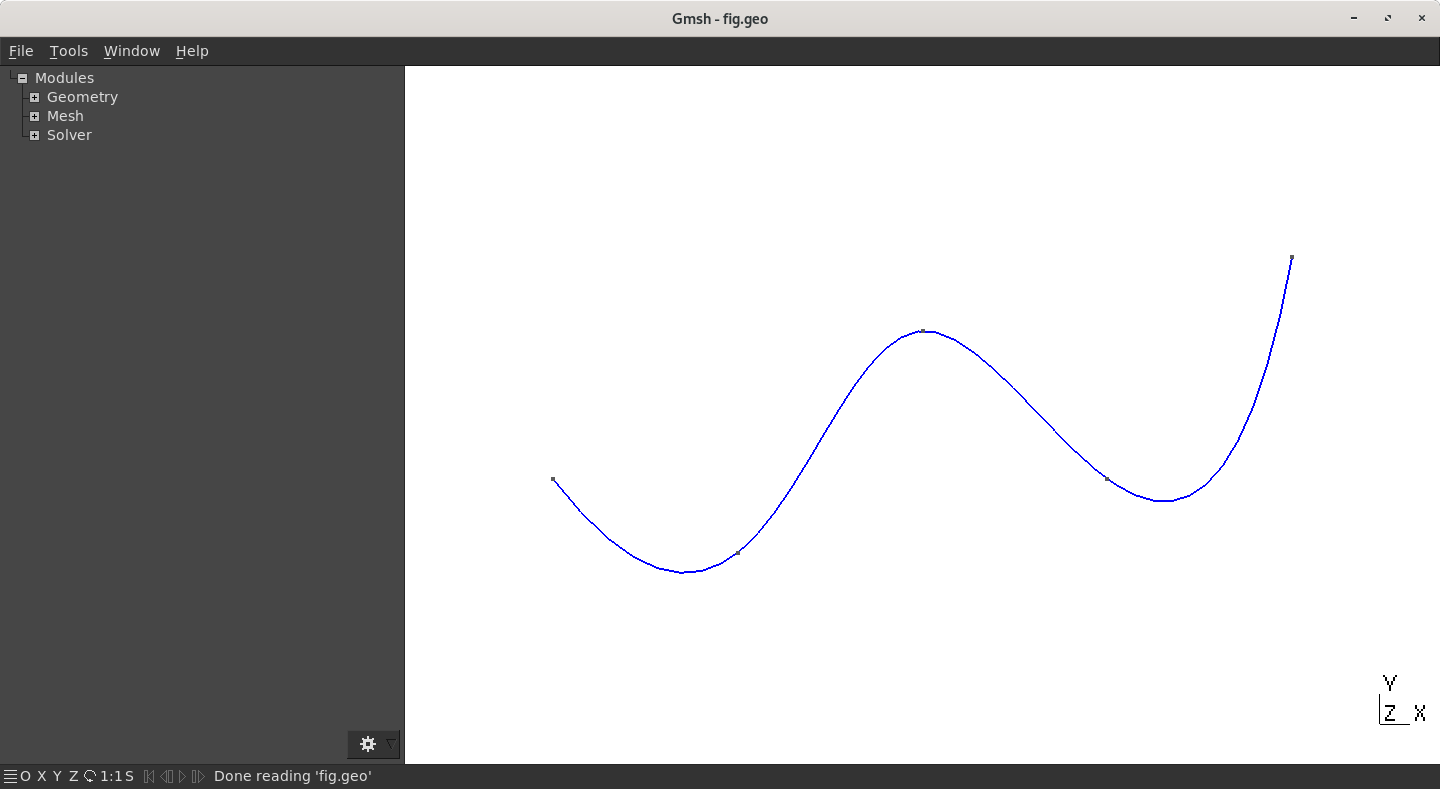 Gmsh - fig.geo
File Tools Window Help
Modules
Geometry
Mesh
Solver
Y
Z X
O X Y Z 1:1 S Done reading 'fig.geo'